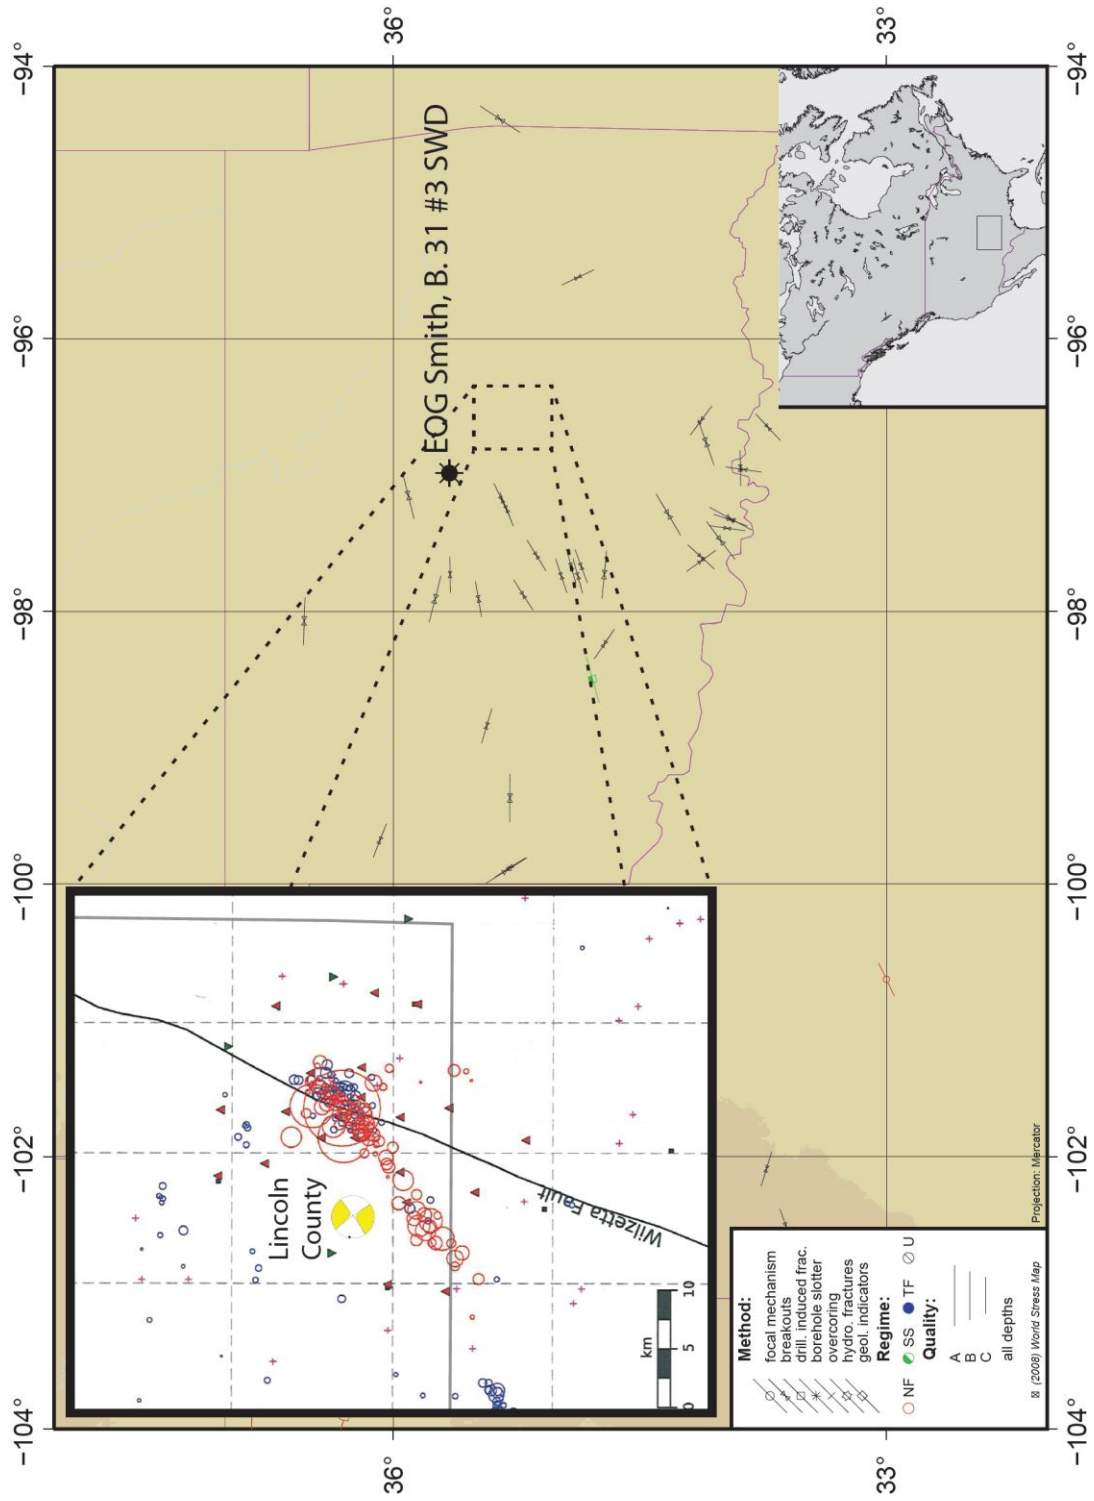 -104°
-102°
-100°
-98°
-96°
-94°
36°
36°
33°
33°
EOG Smith, B. 31 #3 SWD
Lincoln
County
Wilzetta Fault
km
0
5
10
Method:
focal mechanism
breakouts
drill. induced frac.
borehole slotter
overcoring
hydro. fractures
geol. indicators
Regime:
NF SS TF U
Quality:
A
B
C
all depths
(2008) World Stress Map
Projection: Mercator
-104°
-102°
-100°
-98°
-96°
-94°